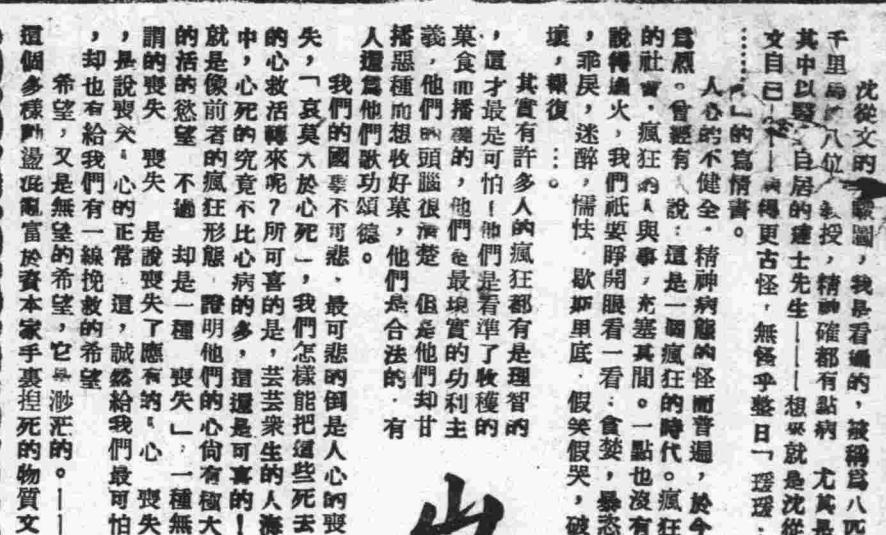 沈從文的八駿圖,我是看過的,被稱爲八匹
千里馬的八位教授,精神確都有點病 尤其是
其中以醫生自居的達士先生——想來就是沈從
文自己——病得更古怪,無怪乎整日「瑗瑗.
……」的寫情書。
人心的不健全.精神病態的怪而普遍,於今
爲烈。曾經有人說:這是一個瘋狂的時代。瘋狂
的社會,瘋狂的人與事,充塞其間。一點也沒有
說得過火,我們祇要睜開眼看一看:貪婪,暴恣
,乖戾,迷醉,懦怯 歇斯里底.假笑假哭,破
壞,報復…。
其實有許多人的瘋狂都有是理智的
,這才最是可怕!他們是看準了收穫的
菓食而播種的,他們是最現實的功利主
義,他們的頭腦很清楚 但是他們却甘
播惡種而想收好菓,他們是合法的 有
人還爲他們歌功頌德。
我們的國事不可悲.最可悲的倒是人心的喪
失,「哀莫大於心死」,我們怎樣能把這些死去
的心救活轉來呢?所可喜的是,芸芸衆生的人海
中,心死的究竟不比心病的多,這還是可喜的!
就是像前者的瘋狂形態 證明他們的心尙有極大
的活的慾望 不過 却是一種「喪失」,一種無
謂的喪失 喪失 是說喪失了應有的「心 喪失
,是說喪失「心的正常 這,誠然給我們最可怕
,却也有給我們有一線挽救的希望
希望,又是無望的希望,它是渺茫的。——
這個多樣動盪混亂富於資本家手裏捏死的物質文